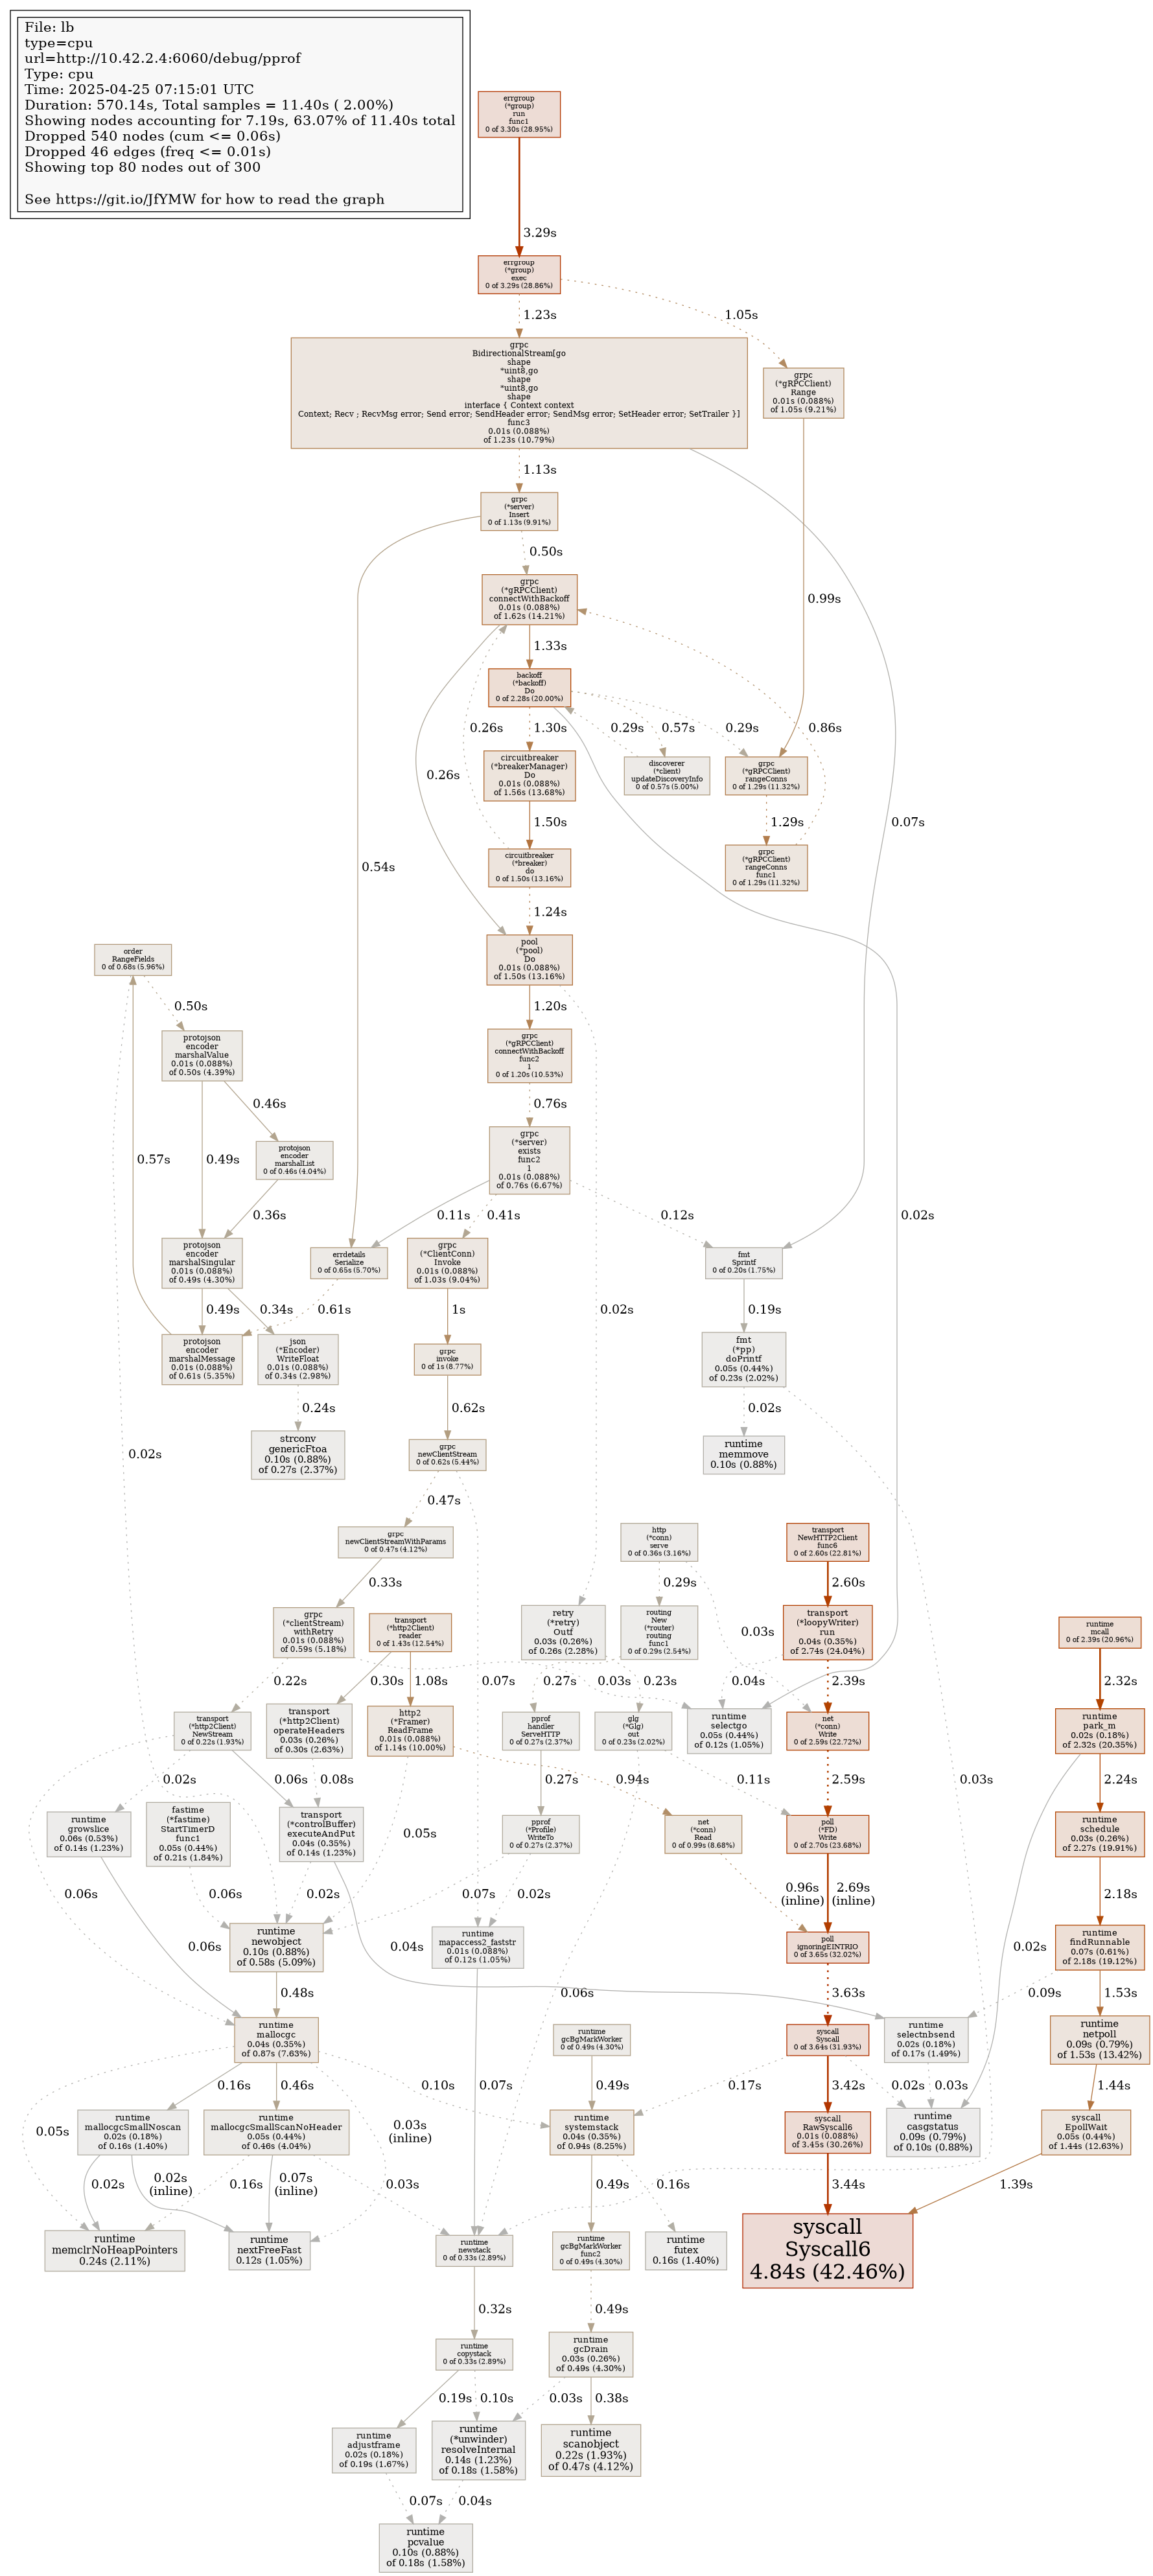 File: lb
type=cpu
url=http://10.42.2.4:6060/debug/pprof
Type: cpu
Time: 2025-04-25 07:15:01 UTC
Duration: 570.14s, Total samples = 11.40s ( 2.00%)
Showing nodes accounting for 7.19s, 63.07% of 11.40s total
Dropped 540 nodes (cum <= 0.06s)
Dropped 46 edges (freq <= 0.01s)
Showing top 80 nodes out of 300
See https://git.io/JfYMW for how to read the graph
errgroup
(*group)
run
func1
0 of 3.30s (28.95%)
3.29s
errgroup
(*group)
exec
0 of 3.29s (28.86%)
1.23s
1.05s
grpc
BidirectionalStream[go
shape
*uint8,go
shape
*uint8,go
shape
interface { Context context
Context; Recv ; RecvMsg error; Send error; SendHeader error; SendMsg error; SetHeader error; SetTrailer }]
func3
0.01s (0.088%)
of 1.23s (10.79%)
grpc
(*gRPCClient)
Range
0.01s (0.088%)
of 1.05s (9.21%)
1.13s
grpc
(*server)
Insert
0 of 1.13s (9.91%)
0.50s
grpc
(*gRPCClient)
connectWithBackoff
0.01s (0.088%)
of 1.62s (14.21%)
0.99s
1.33s
backoff
(*backoff)
Do
0 of 2.28s (20.00%)
0.26s
1.30s
0.29s
0.57s
0.29s
0.86s
circuitbreaker
(*breakerManager)
Do
0.01s (0.088%)
of 1.56s (13.68%)
discoverer
(*client)
updateDiscoveryInfo
0 of 0.57s (5.00%)
grpc
(*gRPCClient)
rangeConns
0 of 1.29s (11.32%)
0.26s
1.50s
1.29s
0.07s
circuitbreaker
(*breaker)
do
0 of 1.50s (13.16%)
grpc
(*gRPCClient)
rangeConns
func1
0 of 1.29s (11.32%)
0.54s
1.24s
order
RangeFields
0 of 0.68s (5.96%)
pool
(*pool)
Do
0.01s (0.088%)
of 1.50s (13.16%)
0.50s
1.20s
protojson
encoder
marshalValue
0.01s (0.088%)
of 0.50s (4.39%)
grpc
(*gRPCClient)
connectWithBackoff
func2
1
0 of 1.20s (10.53%)
0.46s
0.76s
protojson
encoder
marshalList
0 of 0.46s (4.04%)
grpc
(*server)
exists
func2
1
0.01s (0.088%)
of 0.76s (6.67%)
0.57s
0.49s
0.36s
0.11s
0.41s
0.12s
0.02s
protojson
encoder
marshalSingular
0.01s (0.088%)
of 0.49s (4.30%)
errdetails
Serialize
0 of 0.65s (5.70%)
grpc
(*ClientConn)
Invoke
0.01s (0.088%)
of 1.03s (9.04%)
fmt
Sprintf
0 of 0.20s (1.75%)
0.49s
0.34s
0.61s
1s
0.02s
0.19s
protojson
encoder
marshalMessage
0.01s (0.088%)
of 0.61s (5.35%)
json
(*Encoder)
WriteFloat
0.01s (0.088%)
of 0.34s (2.98%)
grpc
invoke
0 of 1s (8.77%)
fmt
(*pp)
doPrintf
0.05s (0.44%)
of 0.23s (2.02%)
0.24s
0.62s
0.02s
0.02s
strconv
genericFtoa
0.10s (0.88%)
of 0.27s (2.37%)
grpc
newClientStream
0 of 0.62s (5.44%)
runtime
memmove
0.10s (0.88%)
0.47s
grpc
newClientStreamWithParams
0 of 0.47s (4.12%)
http
(*conn)
serve
0 of 0.36s (3.16%)
transport
NewHTTP2Client
func6
0 of 2.60s (22.81%)
0.33s
0.29s
2.60s
grpc
(*clientStream)
withRetry
0.01s (0.088%)
of 0.59s (5.18%)
transport
(*http2Client)
reader
0 of 1.43s (12.54%)
retry
(*retry)
Outf
0.03s (0.26%)
of 0.26s (2.28%)
routing
New
(*router)
routing
func1
0 of 0.29s (2.54%)
0.03s
transport
(*loopyWriter)
run
0.04s (0.35%)
of 2.74s (24.04%)
runtime
mcall
0 of 2.39s (20.96%)
0.22s
0.30s
1.08s
0.07s
0.27s
0.03s
0.23s
0.04s
2.39s
0.03s
2.32s
transport
(*http2Client)
NewStream
0 of 0.22s (1.93%)
transport
(*http2Client)
operateHeaders
0.03s (0.26%)
of 0.30s (2.63%)
http2
(*Framer)
ReadFrame
0.01s (0.088%)
of 1.14s (10.00%)
pprof
handler
ServeHTTP
0 of 0.27s (2.37%)
glg
(*Glg)
out
0 of 0.23s (2.02%)
runtime
selectgo
0.05s (0.44%)
of 0.12s (1.05%)
net
(*conn)
Write
0 of 2.59s (22.72%)
runtime
park_m
0.02s (0.18%)
of 2.32s (20.35%)
0.02s
0.06s
0.08s
0.27s
0.94s
0.11s
2.59s
2.24s
runtime
growslice
0.06s (0.53%)
of 0.14s (1.23%)
fastime
(*fastime)
StartTimerD
func1
0.05s (0.44%)
of 0.21s (1.84%)
transport
(*controlBuffer)
executeAndPut
0.04s (0.35%)
of 0.14s (1.23%)
0.05s
pprof
(*Profile)
WriteTo
0 of 0.27s (2.37%)
net
(*conn)
Read
0 of 0.99s (8.68%)
poll
(*FD)
Write
0 of 2.70s (23.68%)
runtime
schedule
0.03s (0.26%)
of 2.27s (19.91%)
0.06s
0.06s
0.02s
0.07s
0.02s
0.96s
(inline)
2.69s
(inline)
2.18s
runtime
newobject
0.10s (0.88%)
of 0.58s (5.09%)
runtime
mapaccess2_faststr
0.01s (0.088%)
of 0.12s (1.05%)
poll
ignoringEINTRIO
0 of 3.65s (32.02%)
runtime
findRunnable
0.07s (0.61%)
of 2.18s (19.12%)
0.06s
0.04s
0.02s
0.48s
0.06s
3.63s
0.09s
1.53s
runtime
mallocgc
0.04s (0.35%)
of 0.87s (7.63%)
runtime
gcBgMarkWorker
0 of 0.49s (4.30%)
syscall
Syscall
0 of 3.64s (31.93%)
runtime
selectnbsend
0.02s (0.18%)
of 0.17s (1.49%)
runtime
netpoll
0.09s (0.79%)
of 1.53s (13.42%)
0.16s
0.46s
0.10s
0.07s
0.49s
0.17s
3.42s
0.02s
0.03s
1.44s
0.05s
0.03s
(inline)
runtime
mallocgcSmallNoscan
0.02s (0.18%)
of 0.16s (1.40%)
runtime
mallocgcSmallScanNoHeader
0.05s (0.44%)
of 0.46s (4.04%)
runtime
systemstack
0.04s (0.35%)
of 0.94s (8.25%)
syscall
RawSyscall6
0.01s (0.088%)
of 3.45s (30.26%)
runtime
casgstatus
0.09s (0.79%)
of 0.10s (0.88%)
syscall
EpollWait
0.05s (0.44%)
of 1.44s (12.63%)
0.02s
0.02s
(inline)
0.16s
0.07s
(inline)
0.03s
0.49s
0.16s
3.44s
1.39s
runtime
memclrNoHeapPointers
0.24s (2.11%)
runtime
nextFreeFast
0.12s (1.05%)
runtime
newstack
0 of 0.33s (2.89%)
runtime
gcBgMarkWorker
func2
0 of 0.49s (4.30%)
runtime
futex
0.16s (1.40%)
syscall
Syscall6
4.84s (42.46%)
0.32s
0.49s
runtime
copystack
0 of 0.33s (2.89%)
runtime
gcDrain
0.03s (0.26%)
of 0.49s (4.30%)
0.19s
0.10s
0.03s
0.38s
runtime
adjustframe
0.02s (0.18%)
of 0.19s (1.67%)
runtime
(*unwinder)
resolveInternal
0.14s (1.23%)
of 0.18s (1.58%)
runtime
scanobject
0.22s (1.93%)
of 0.47s (4.12%)
0.07s
0.04s
runtime
pcvalue
0.10s (0.88%)
of 0.18s (1.58%)